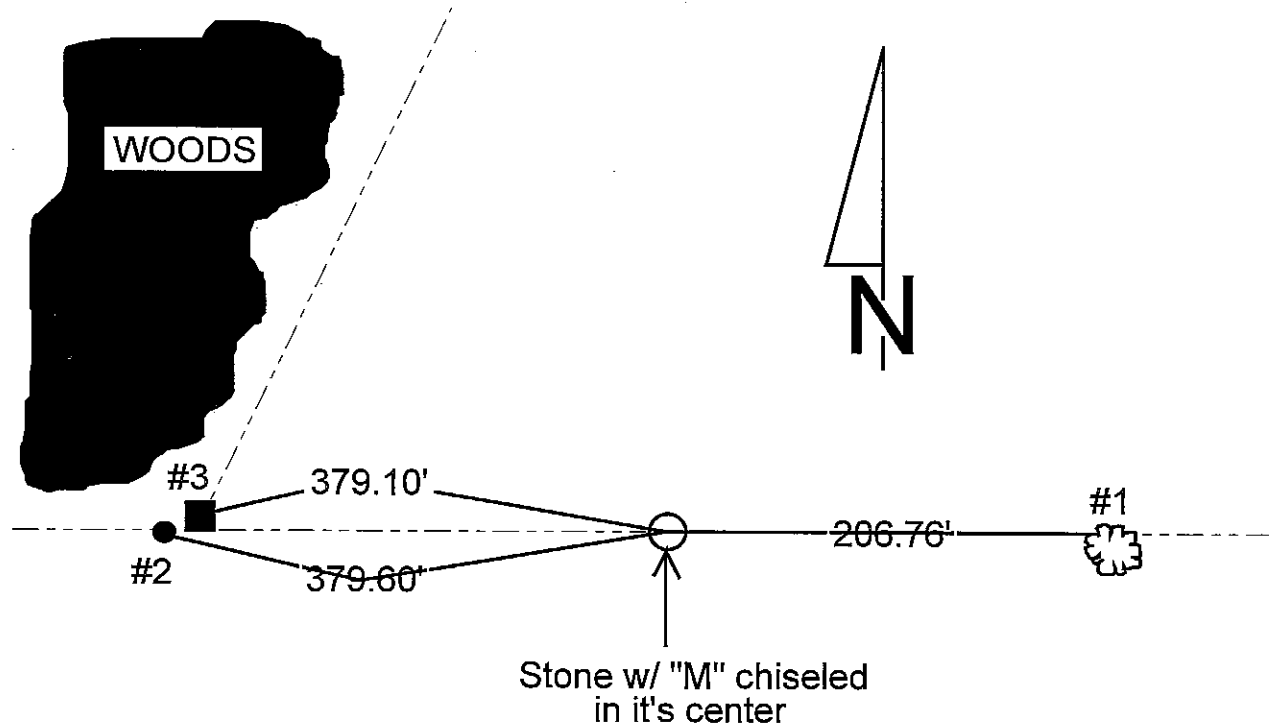 WOODS
N
#3
379.10'
#1
206.76'
#2
379.60'
Stone w/ "M" chiseled
in it's center